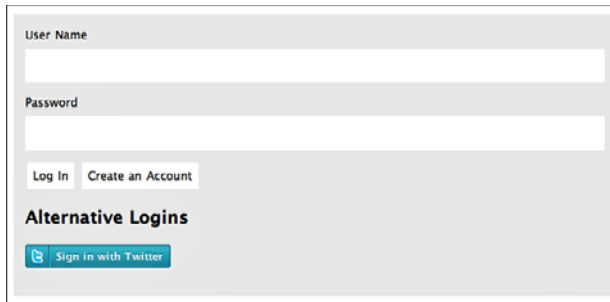 User Name
Password
Log In Create an Account
Alternative Logins
Sign in with Twitter